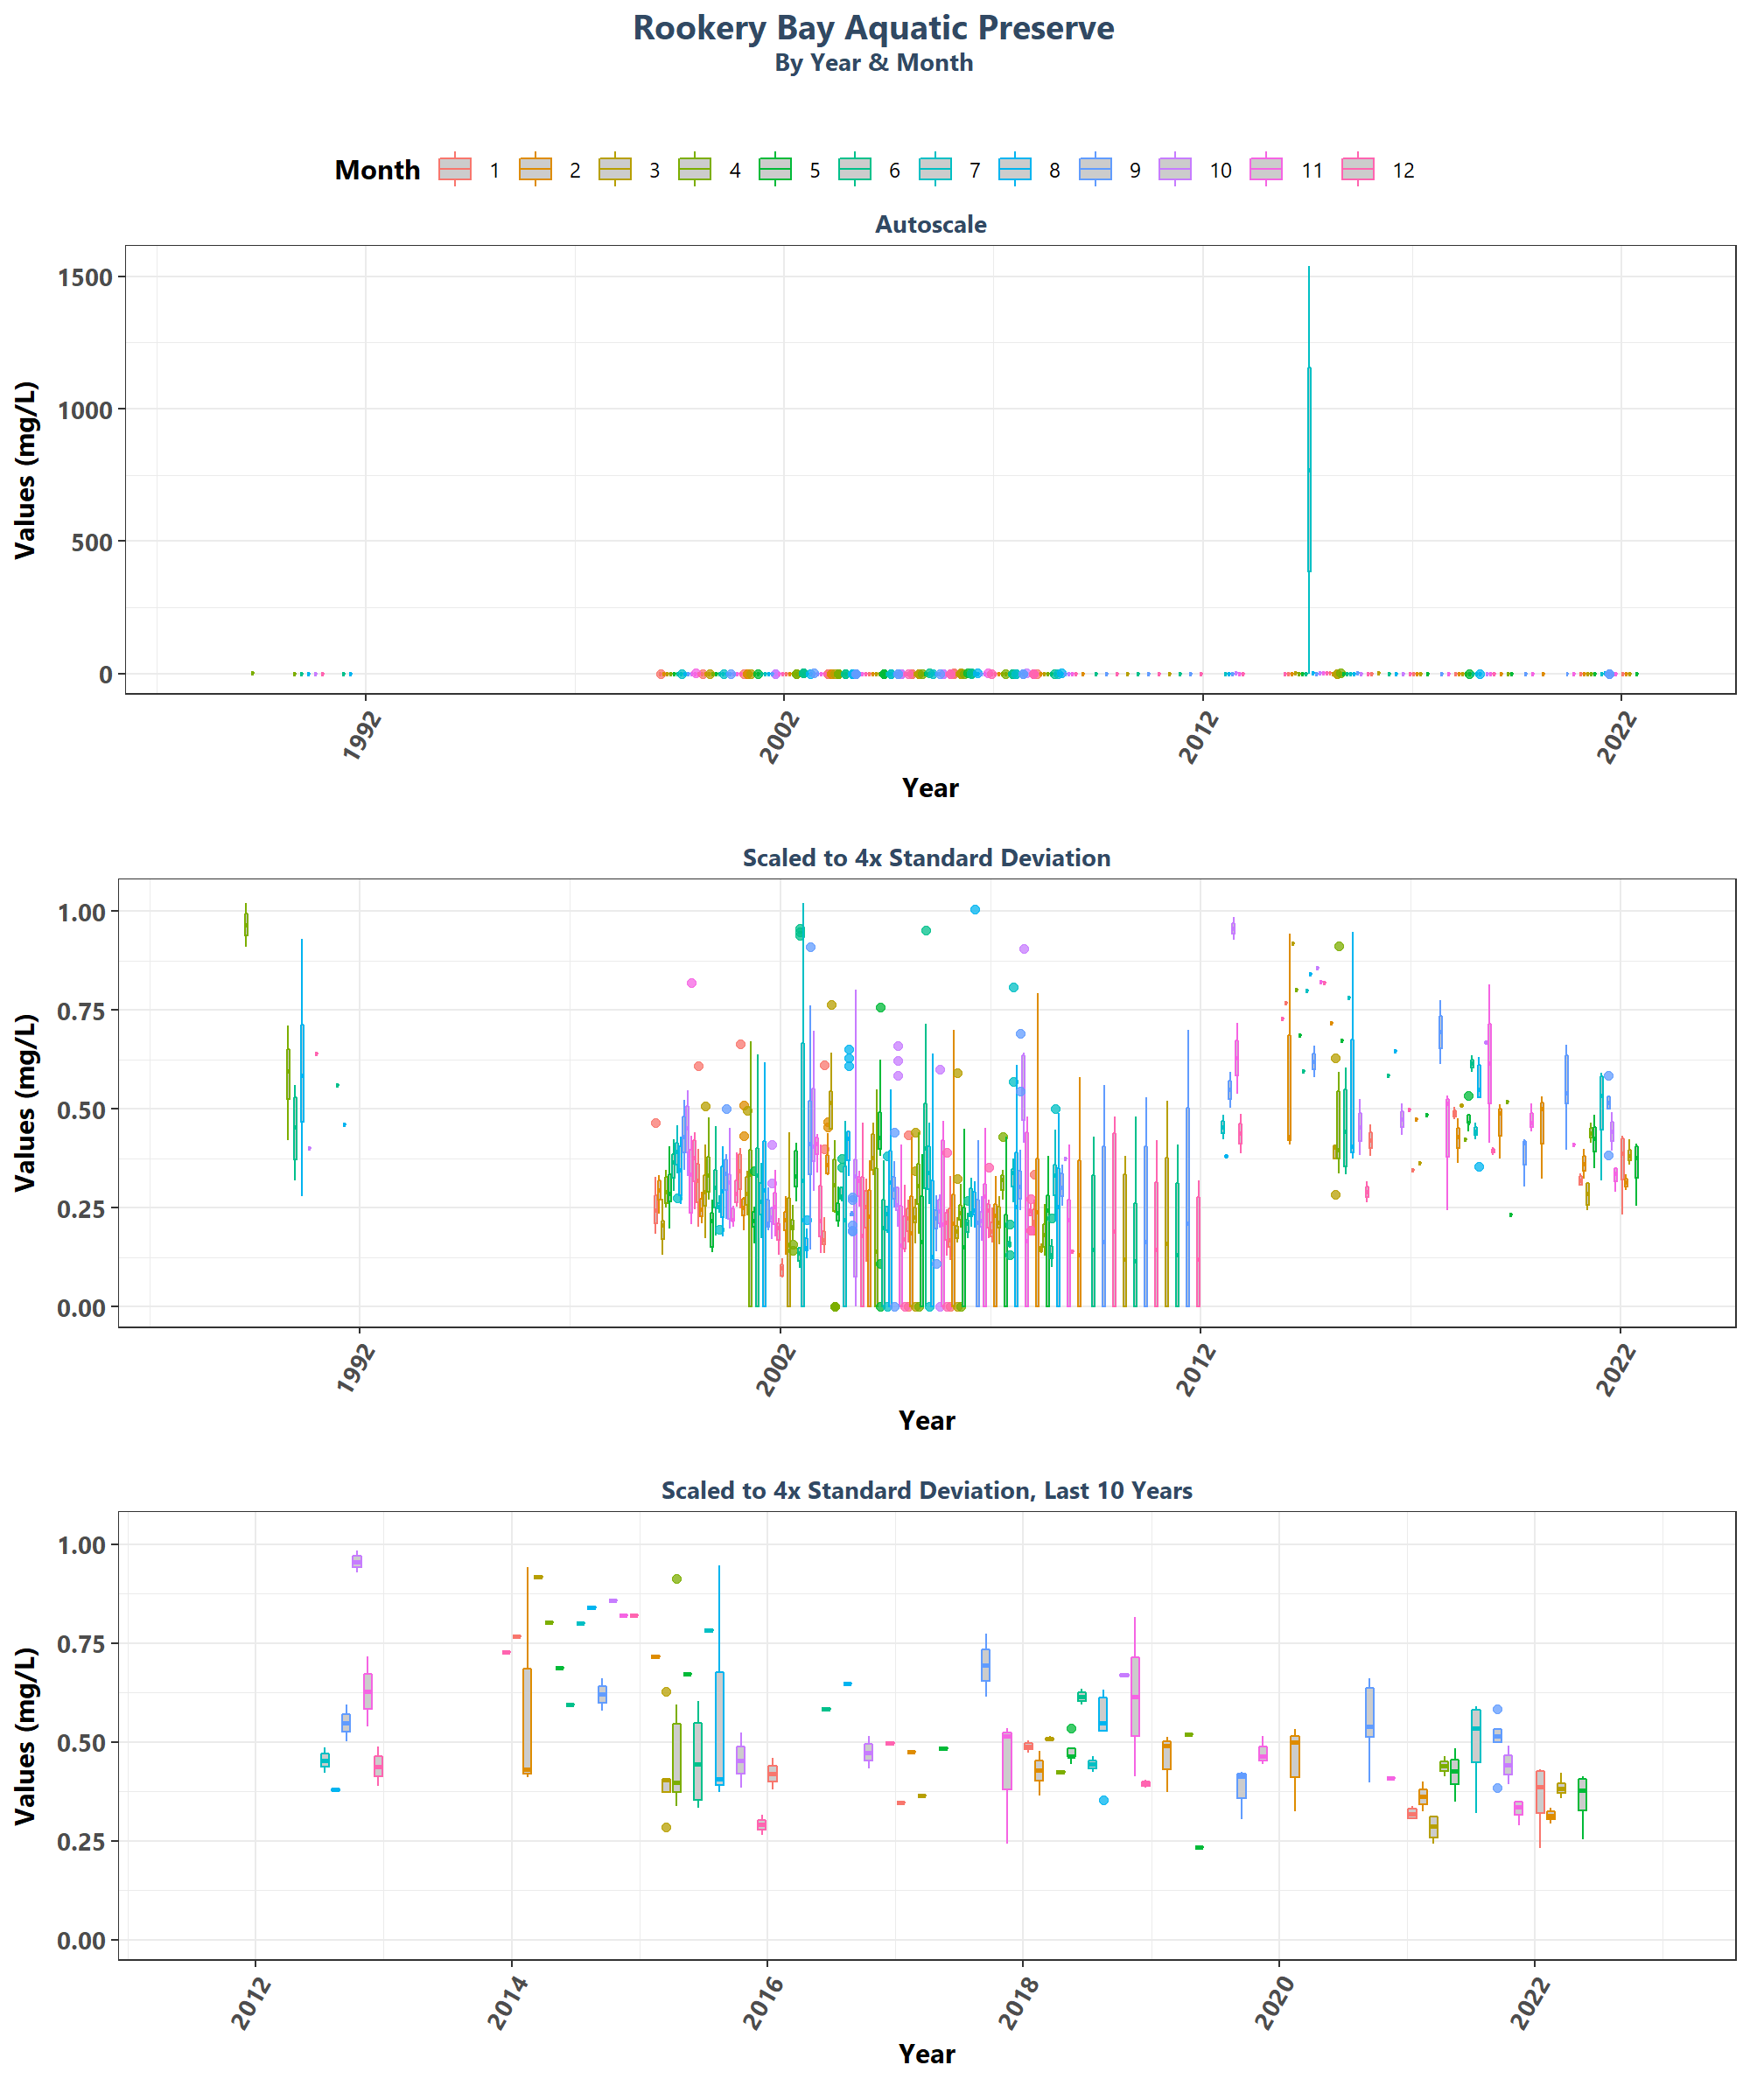 Rookery Bay Aquatic Preserve
By Year & Month
Month 1 2 3 4 5 6 7 8 9 10 11 12
Autoscale
Values (mg/L)
1500
1000
500
0
1992 2002 2012 2022
Year
Scaled to 4x Standard Deviation
Values (mg/L)
1.00
0.75
0.50
0.25
0.00
1992 2002 2012 2022
Year
Scaled to 4x Standard Deviation, Last 10 Years
Values (mg/L)
1.00
0.75
0.50
0.25
0.00
2012 2014 2016 2018 2020 2022
Year